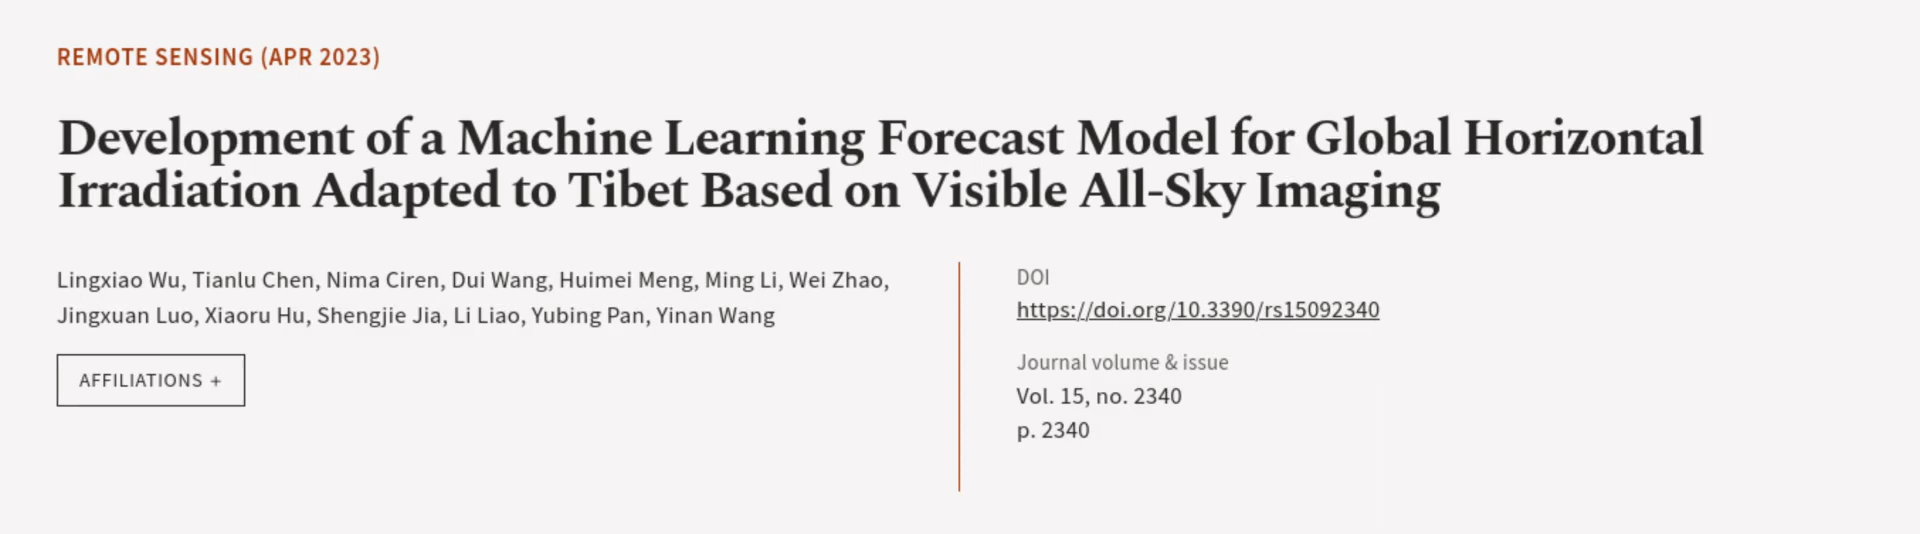 REMOTE SENSING (APR 2023)
Development of a Machine Learning Forecast Model for Global Horizontal
Irradiation Adapted to Tibet Based on Visible All-Sky Imaging
Lingxiao Wu, Tianlu Chen, Nima Ciren, Dui Wang, Huimei Meng, Ming Li, Wei Zhao,
Jingxuan Luo, Xiaoru Hu, Shengjie Jia, Li Liao, Yubing Pan, Yinan Wang
AFFILIATIONS +
DOI
https://doi.org/10.3390/rs15092340
Journal volume & issue
Vol. 15, no. 2340
p. 2340